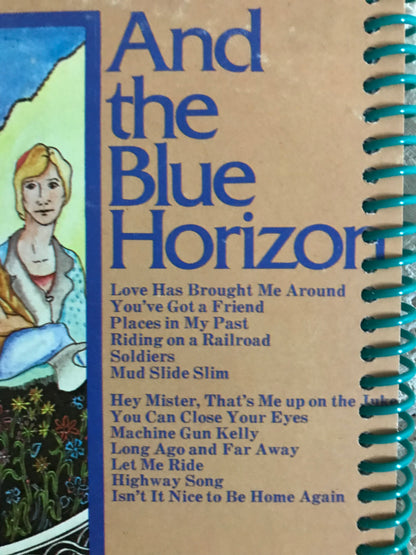 And
the
Blue
Horizon
Love Has Brought Me Around
You've Got a Friend
Places in My Past
Riding on a Railroad
Soldiers
Mud Slide Slim
Hey Mister, That's Me up on the Juke
You Can Close Your Eyes
Machine Gun Kelly
Long Ago and Far Away
Let Me Ride
Highway Song
Isn't It Nice to Be Home Again